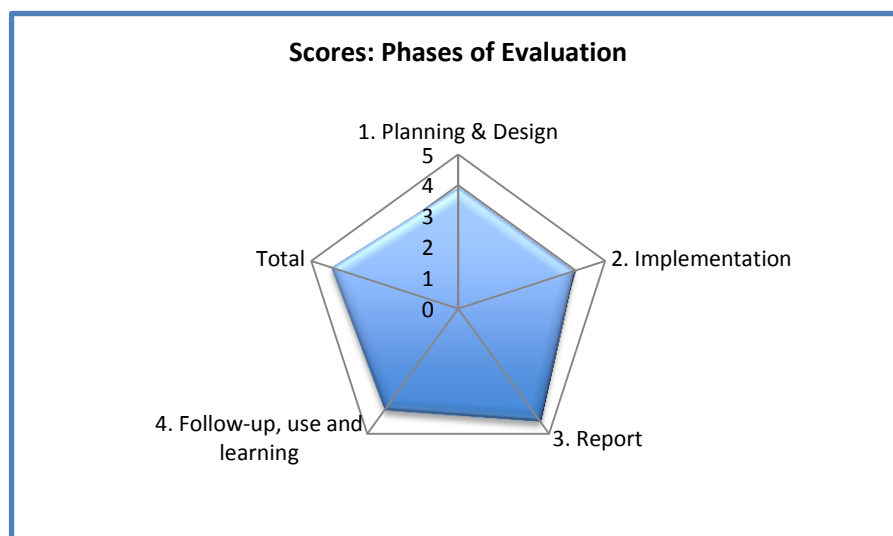 Scores: Phases of Evaluation
1. Planning & Design
5
4
3
2
1
0
Total
2. Implementation
4. Follow-up, use and
learning
3. Report